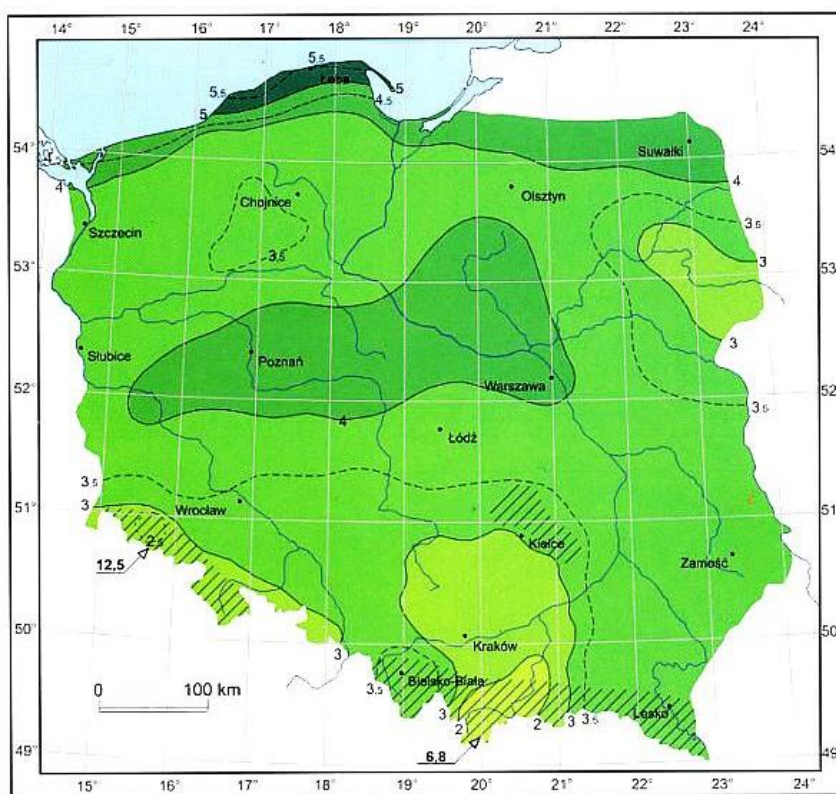 14° 15° 16° 17° 18° 19° 20° 21° 22° 23° 24°
5.5
5.5
Łeba
5
5
4.5
54°
54°
Suwałki
4.5
4
4
Chojnice
Olsztyn
3.5
Szczecin
3.5
53°
53°
3
3
Słubice
Poznań
Warszawa
52°
52°
3.5
4
Łódź
3.5
51°
51°
3
Wrocław
2.5
Kielce
Zamość
12,5
50°
50°
Kraków
3
0 100 km
Bielsko-Biała
3.5
3
2
2
3
3.5
Lesko
49°
49°
6,8
15° 16° 17° 18° 19° 20° 21° 22° 23° 24°